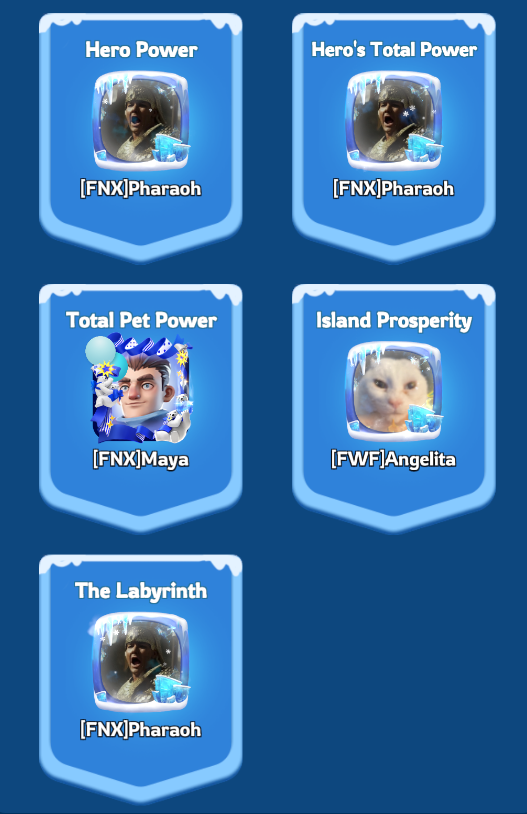 Hero Power
[FNX]Pharaoh
Hero's Total Power
[FNX]Pharaoh
Total Pet Power
[FNX]Maya
Island Prosperity
[FWF]Angelita
The Labyrinth
[FNX]Pharaoh